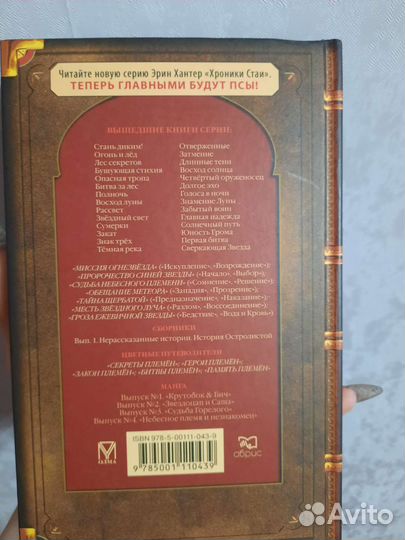 Читайте новую серию Эрин Хантер «Хроники Стаи».
ТЕПЕРЬ ГЛАВНЫМИ БУДУТ ПСЫ!
ВЫШЕДШИЕ КНИГИ СЕРИИ:
Стань диким!
Огонь и лёд
Лес секретов
Бушующая стихия
Опасная тропа
Битва за лес
Полночь
Восход луны
Рассвет
Звёздный свет
Сумерки
Закат
Знак трёх
Тёмная река
Отверженные
Затмение
Длинные тени
Восход солнца
Четвёртый оруженосец
Долгое эхо
Голоса в ночи
Знамение Луны
Забытый воин
Главная надежда
Солнечный путь
Юность Грома
Первая битва
Сверкающая Звезда
«МИССИЯ ОГНЕЗВЁЗДА» («Искупление», «Возрождение»);
«ПРОРОЧЕСТВО СИНЕЙ ЗВЕЗДЫ» («Начало», «Выбор»);
«СУДЬБА НЕБЕСНОГО ПЛЕМЕНИ» («Сомнение», «Решение»);
«ОБЕЩАНИЕ МЕТЕОРА» («Западня», «Прозрение»);
«ТАЙНА ЩЕРБАТОЙ» («Предназначение», «Наказание»);
«МЕСТЬ ЗВЁЗДНОГО ЛУЧА» («Разлом», «Воссоединение»);
«ГРОЗА ЕЖЕВИЧНОЙ ЗВЕЗДЫ» («Бедствие», «Вода и Кровь»)
СБОРНИКИ
Вып. 1. Нерассказанные истории. История Остролистой
ЦВЕТНЫЕ ПУТЕВОДИТЕЛИ
«СЕКРЕТЫ ПЛЕМЁН»; «ГЕРОИ ПЛЕМЁН»;
«ЗАКОН ПЛЕМЁН»; «БИТВЫ ПЛЕМЁН»; «ПАМЯТЬ ПЛЕМЁН»
МАНГА
Выпуск №1. «Крутобок & Бич»
Выпуск №2. «Звездоцап и Саша»
Выпуск №3. «Судьба Горелого»
Выпуск №4. «Небесное племя и незнакомец»
ISBN 978-5-00111-043-9
9785001110439
ОЛМА
абрис
Avito